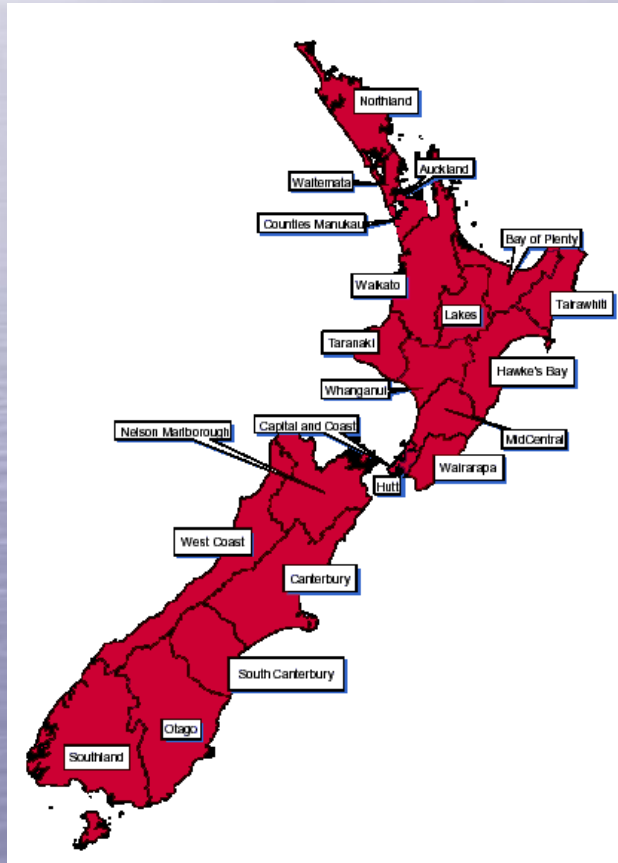 Northland
Auckland
Waitemata
Counties Manukau
Bay of Plenty
Waikato
Tairawhiti
Lakes
Taranaki
Hawke's Bay
Whanganui
Capital and Coast
Nelson Marlborough
MidCentral
Wairarapa
Hutt
West Coast
Canterbury
South Canterbury
Otago
Southland